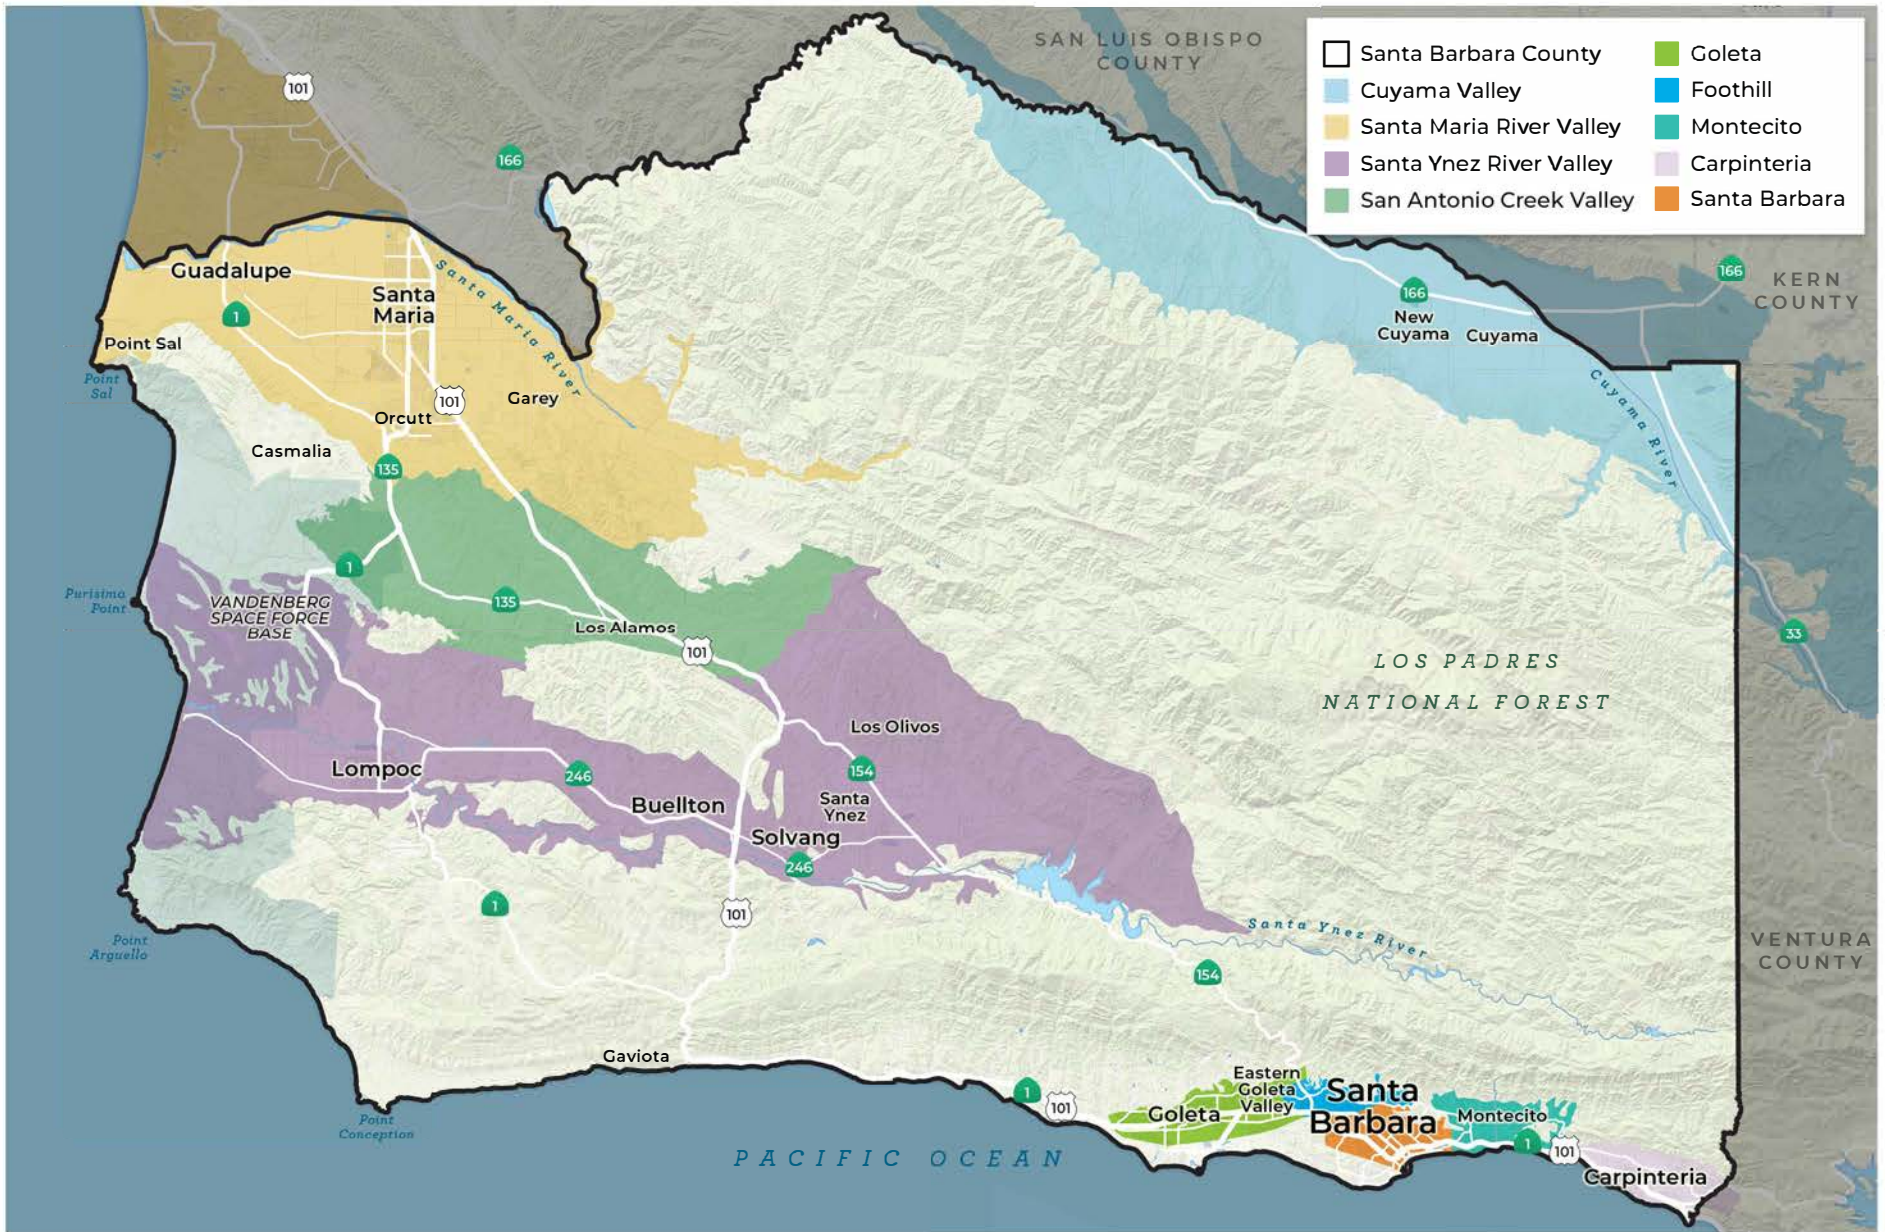 SAN LUIS OBISPO
COUNTY
Santa Barbara County
Cuyama Valley
Santa Maria River Valley
Santa Ynez River Valley
San Antonio Creek Valley
Goleta
Foothill
Montecito
Carpinteria
Santa Barbara
101
166
166
KERN
COUNTY
Guadalupe
1
Santa
Maria
Santa Maria River
166
New
Cuyama
Cuyama
Point Sal
Point
Sal
101
Garey
Orcutt
Casmalia
135
Cuyama River
1
135
Purisima
Point
VANDENBERG
SPACE FORCE
BASE
Los Alamos
101
33
LOS PADRES
NATIONAL FOREST
Los Olivos
Lompoc
246
154
Buellton
Santa
Ynez
Solvang
246
1
101
Santa Ynez River
Point
Arguello
154
VENTURA
COUNTY
Gaviota
Point
Conception
1
101
Eastern
Goleta
Valley
Goleta
Santa
Barbara
Montecito
1
101
Carpinteria
PACIFIC OCEAN